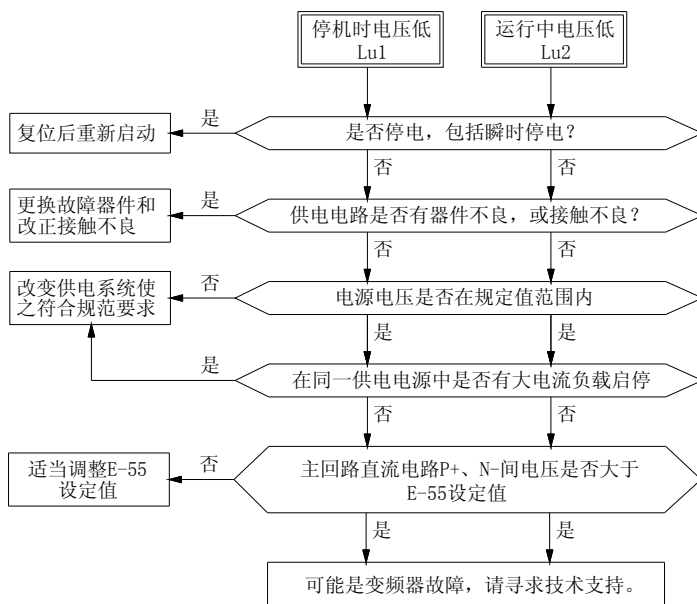 停机时电压低
Lu1
运行中电压低
Lu2
是
复位后重新启动
是否停电，包括瞬时停电？
否
否
是
更换故障器件和
改正接触不良
供电电路是否有器件不良，或接触不良？
否
否
改变供电系统使
之符合规范要求
否
电源电压是否在规定值范围内
是
是
是
在同一供电电源中是否有大电流负载启停
否
否
适当调整E-55
设定值
否
主回路直流电路P+、N-间电压是否大于
E-55设定值
是
是
可能是变频器故障，请寻求技术支持。